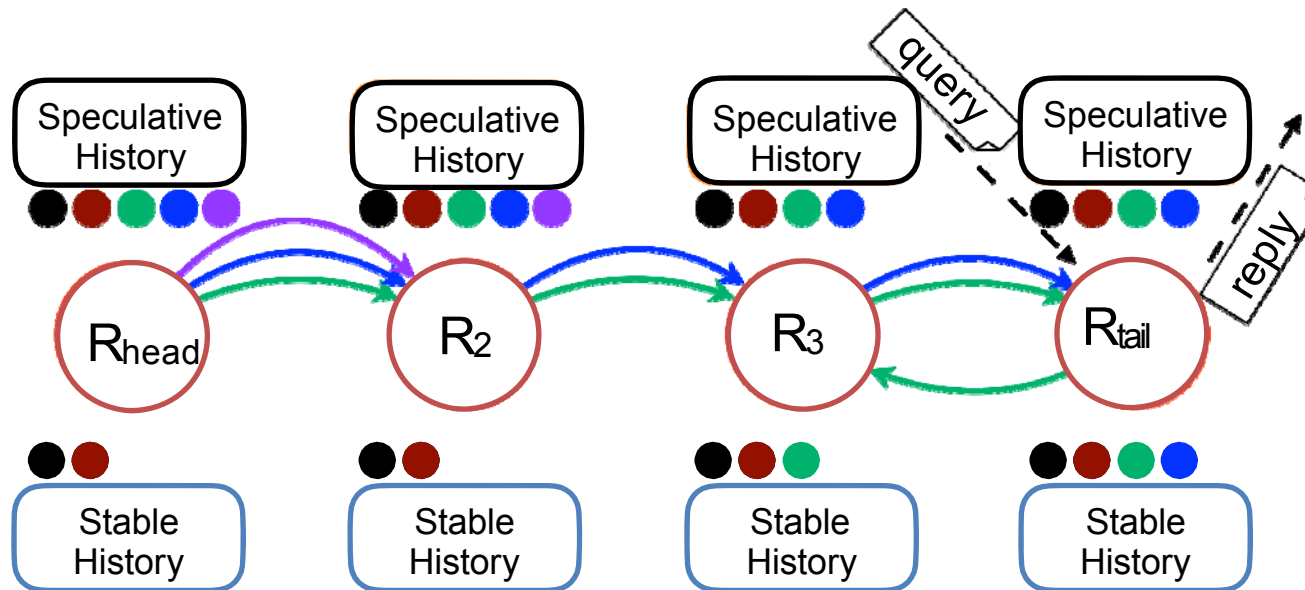 query
Speculative
History
Speculative
History
Speculative
History
Speculative
History
reply
Rhead
R2
R3
Rtail
Stable
History
Stable
History
Stable
History
Stable
History